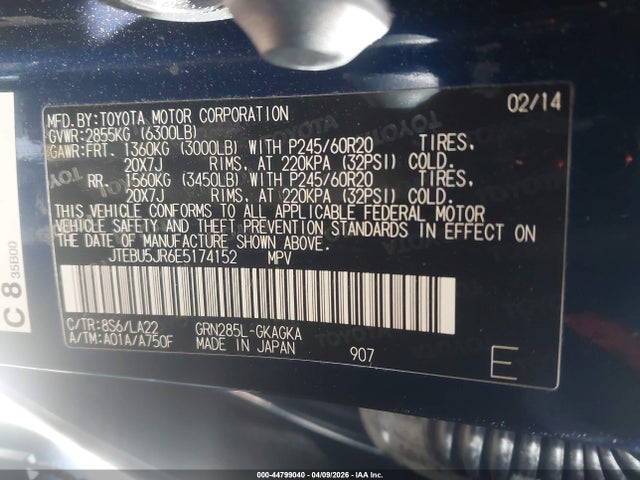 MFD.BY:TOYOTA MOTOR CORPORATION 02/14
GVWR:2855KG (6300LB)
GAWR:FRT. 1360KG (3000LB) WITH P245/60R20 TIRES,
20X7J RIMS, AT 220KPA (32PSI) COLD.
RR. 1560KG (3450LB) WITH P245/60R20 TIRES,
20X7J RIMS, AT 220KPA (32PSI) COLD.
THIS VEHICLE CONFORMS TO ALL APPLICABLE FEDERAL MOTOR
VEHICLE SAFETY AND THEFT PREVENTION STANDARDS IN EFFECT ON
THE DATE OF MANUFACTURE SHOWN ABOVE.
JTEBU5JR6E5174152 MPV
C/TR:8S6/LA22 GRN285L-GKAGKA
A/TM:A01A/A750F MADE IN JAPAN 907
E
C 8 35B00
000-44799040 | 04/09/2026 | IAA Inc.